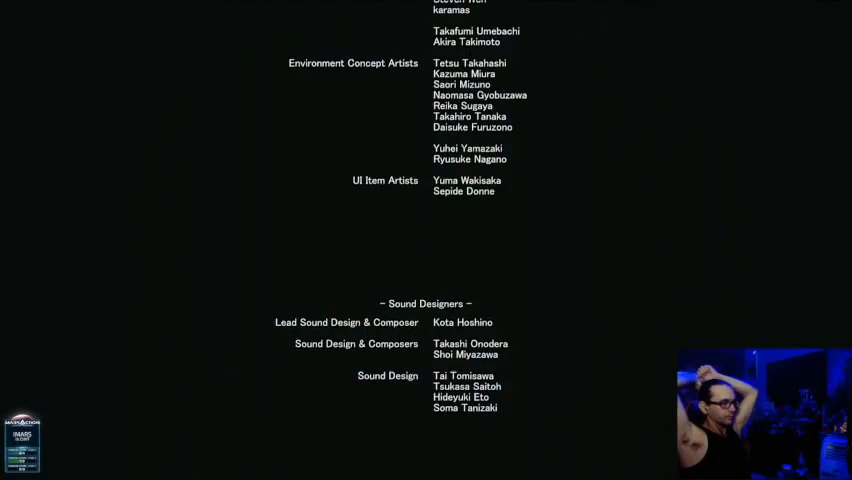 karamas
Takafumi Umebachi
Akira Takimoto
Environment Concept Artists Tetsu Takahashi
Kazuma Miura
Saori Mizuno
Naomasa Gyobuzawa
Reika Sugaya
Takahiro Tanaka
Daisuke Furuzono
Yuhei Yamazaki
Ryusuke Nagano
UI Item Artists Yuma Wakisaka
Sepide Donne
- Sound Designers -
Lead Sound Design & Composer Kota Hoshino
Sound Design & Composers Takashi Onodera
Shoi Miyazawa
Sound Design Tai Tomisawa
Tsukasa Saitoh
Hideyuki Eto
Soma Tanizaki